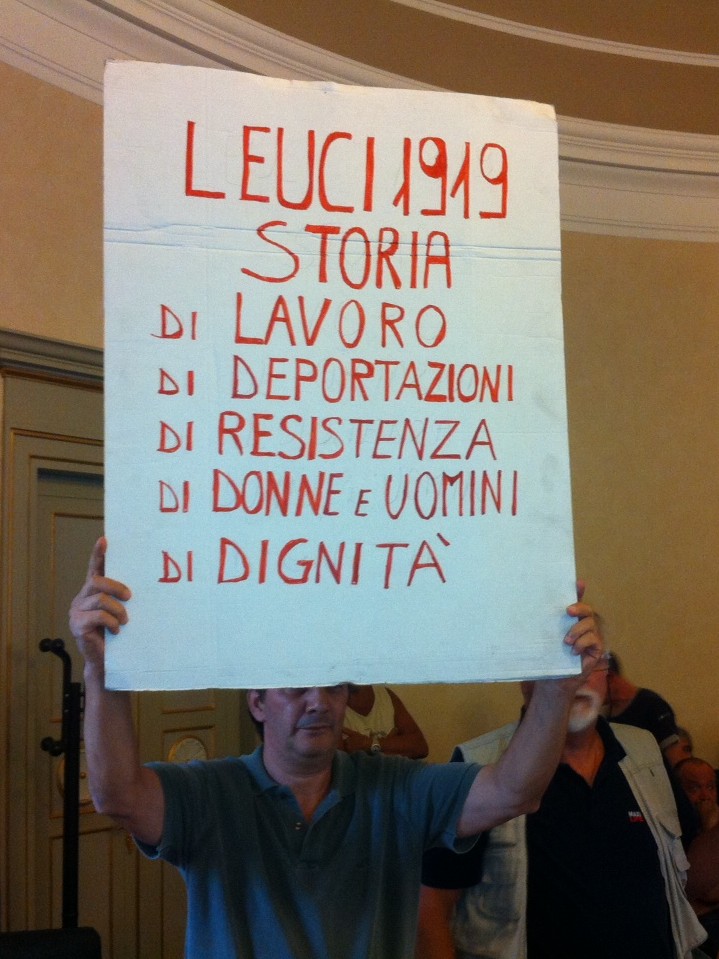 LEUCI 1919
STORIA
DI LAVORO
DI DEPORTAZIONI
DI RESISTENZA
DI DONNE E UOMINI
DI DIGNITÀ